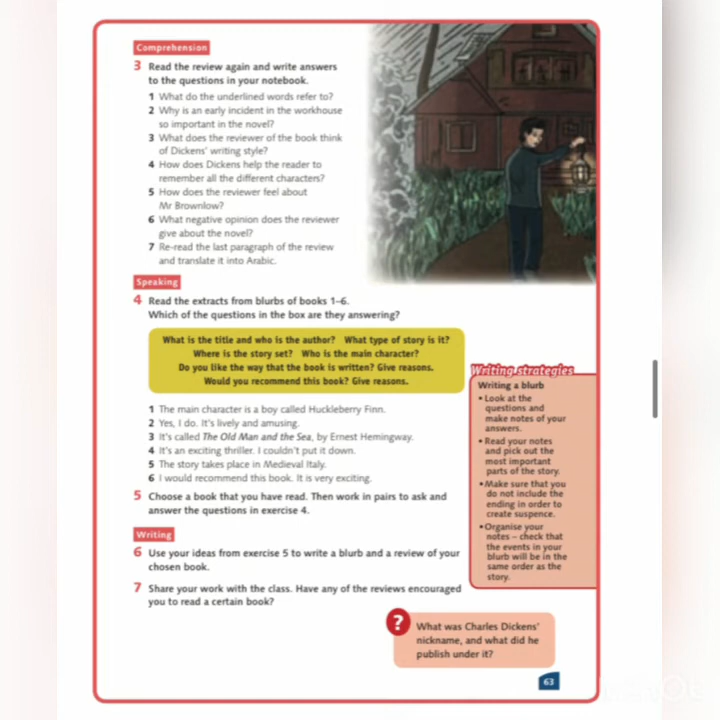 Comprehension
3 Read the review again and write answers
to the questions in your notebook.
1 What do the underlined words refer to?
2 Why is an early incident in the workhouse
so important in the novel?
3 What does the reviewer of the book think
of Dickens' writing style?
4 How does Dickens help the reader to
remember all the different characters?
5 How does the reviewer feel about
Mr Brownlow?
6 What negative opinion does the reviewer
give about the novel?
7 Re-read the last paragraph of the review
and translate it into Arabic.
Speaking
4 Read the extracts from blurbs of books 1–6.
Which of the questions in the box are they answering?
What is the title and who is the author? What type of story is it?
Where is the story set? Who is the main character?
Do you like the way that the book is written? Give reasons.
Would you recommend this book? Give reasons.
1 The main character is a boy called Huckleberry Finn.
2 Yes, I do. It's lively and amusing.
3 It's called The Old Man and the Sea, by Ernest Hemingway.
4 It's an exciting thriller. I couldn't put it down.
5 The story takes place in Medieval Italy.
6 I would recommend this book. It is very exciting.
5 Choose a book that you have read. Then work in pairs to ask and
answer the questions in exercise 4.
Writing
6 Use your ideas from exercise 5 to write a blurb and a review of your
chosen book.
7 Share your work with the class. Have any of the reviews encouraged
you to read a certain book?
Writing strategies
Writing a blurb
• Look at the
questions and
make notes of your
answers.
• Read your notes
and pick out the
most important
parts of the story.
• Make sure that you
do not include the
ending in order to
create suspence.
• Organise your
notes – check that
the events in your
blurb will be in the
same order as the
story.
? What was Charles Dickens'
nickname, and what did he
publish under it?
63